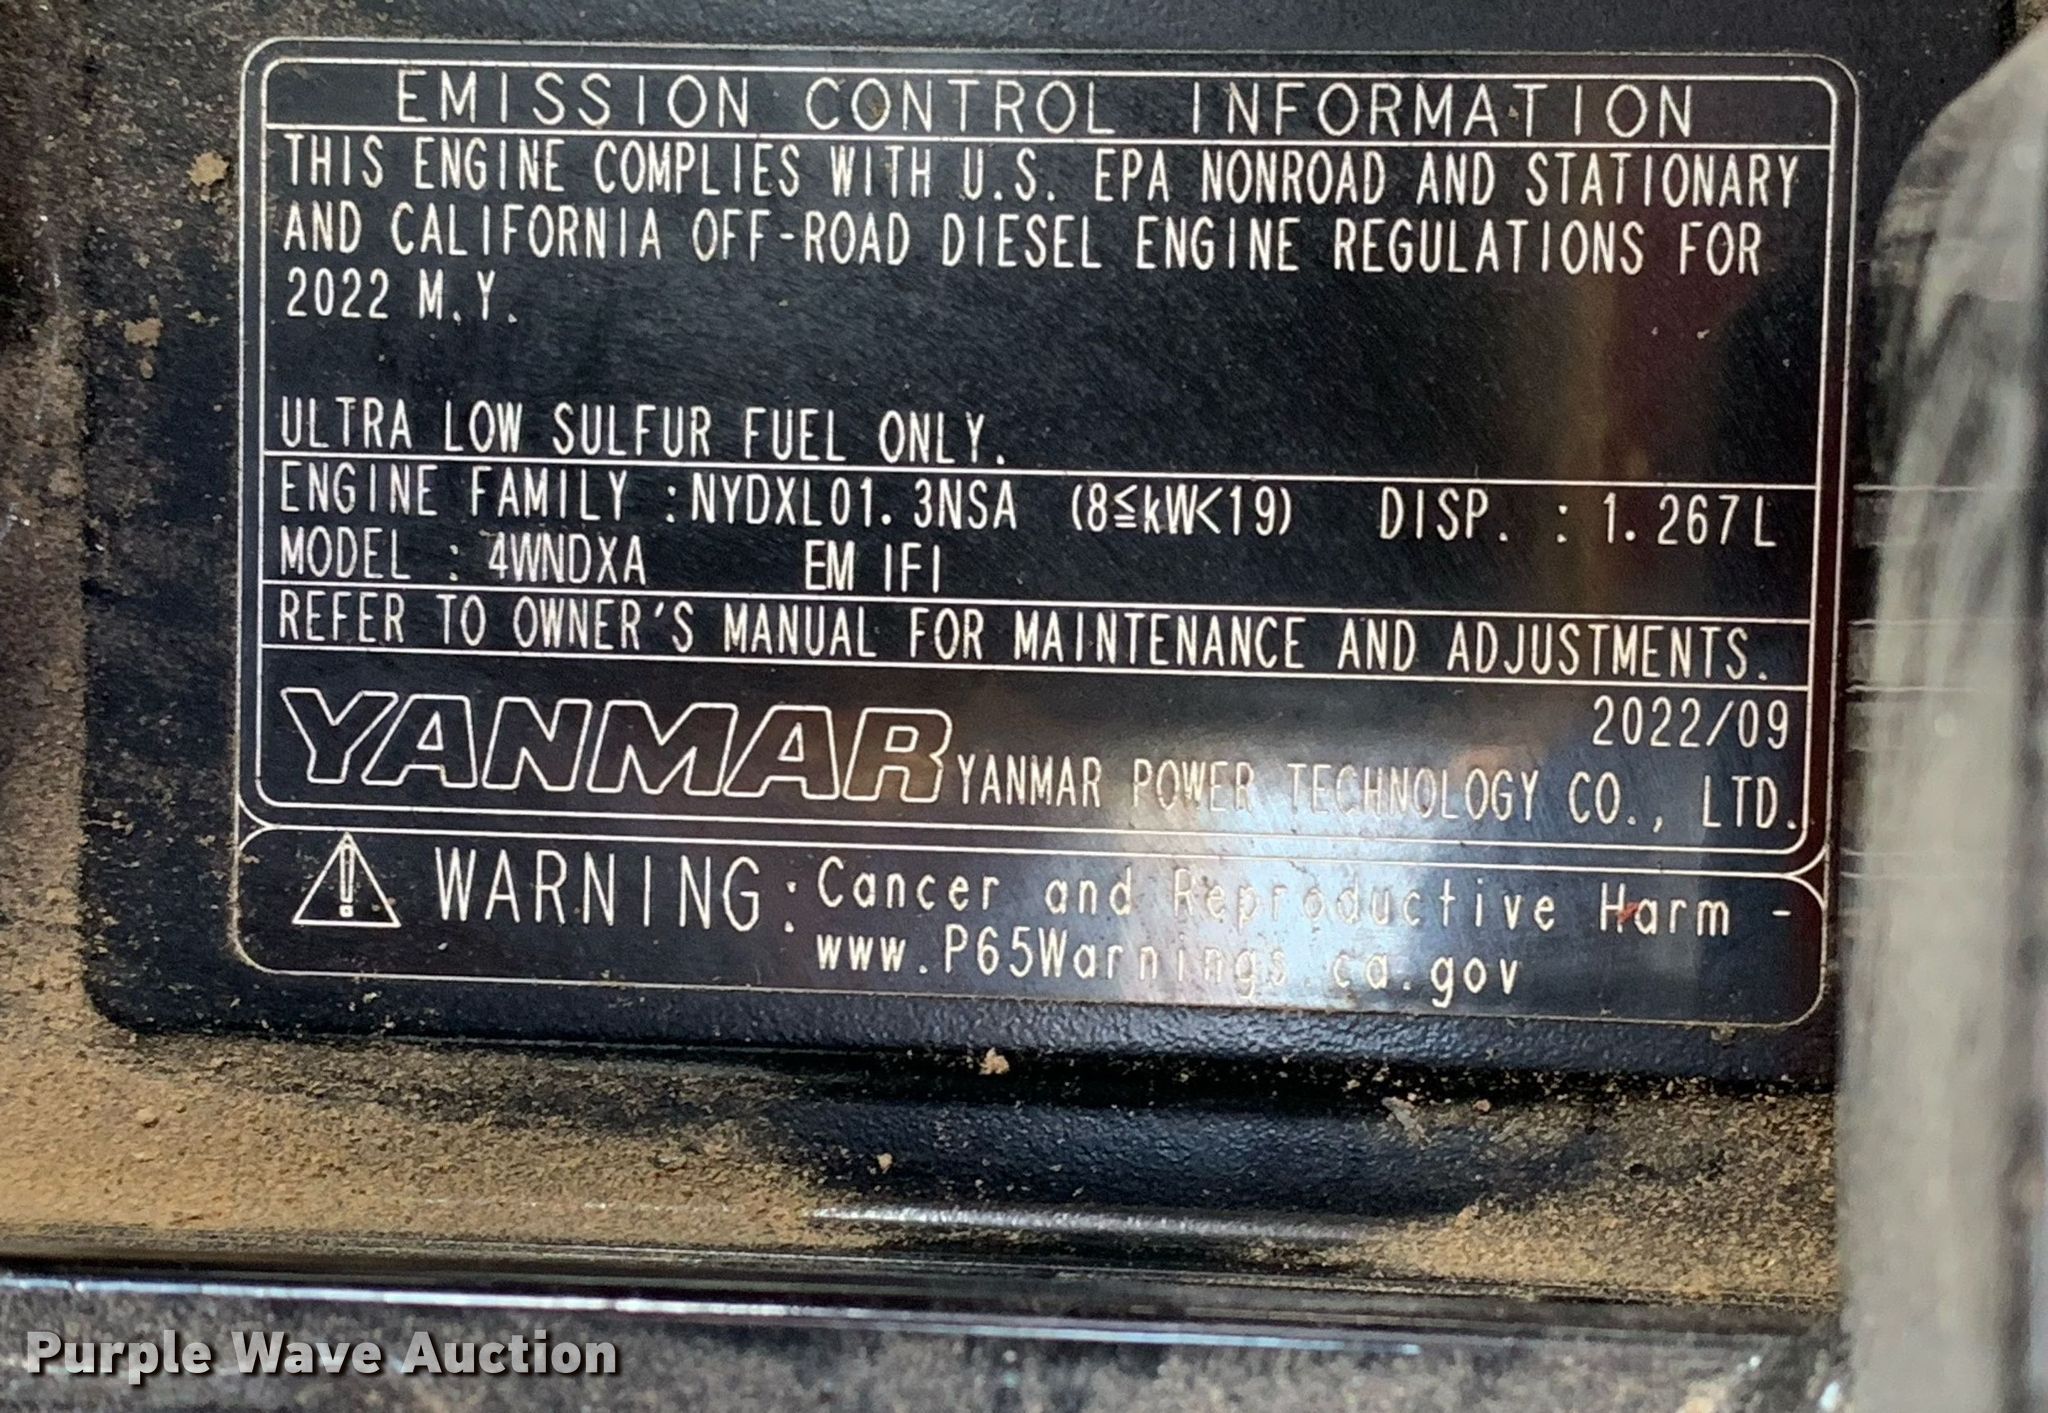 EMISSION CONTROL INFORMATION
THIS ENGINE COMPLIES WITH U.S. EPA NONROAD AND STATIONARY
AND CALIFORNIA OFF-ROAD DIESEL ENGINE REGULATIONS FOR
2022 M.Y.
ULTRA LOW SULFUR FUEL ONLY.
ENGINE FAMILY :NYDXL01.3NSA (8≦kW<19) DISP. : 1.267L
MODEL : 4WNDXA EM IFI
REFER TO OWNER'S MANUAL FOR MAINTENANCE AND ADJUSTMENTS.
2022/09
YANMAR YANMAR POWER TECHNOLOGY CO., LTD.
WARNING: Cancer and Reproductive Harm -
www.P65Warnings.ca.gov
Purple Wave Auction